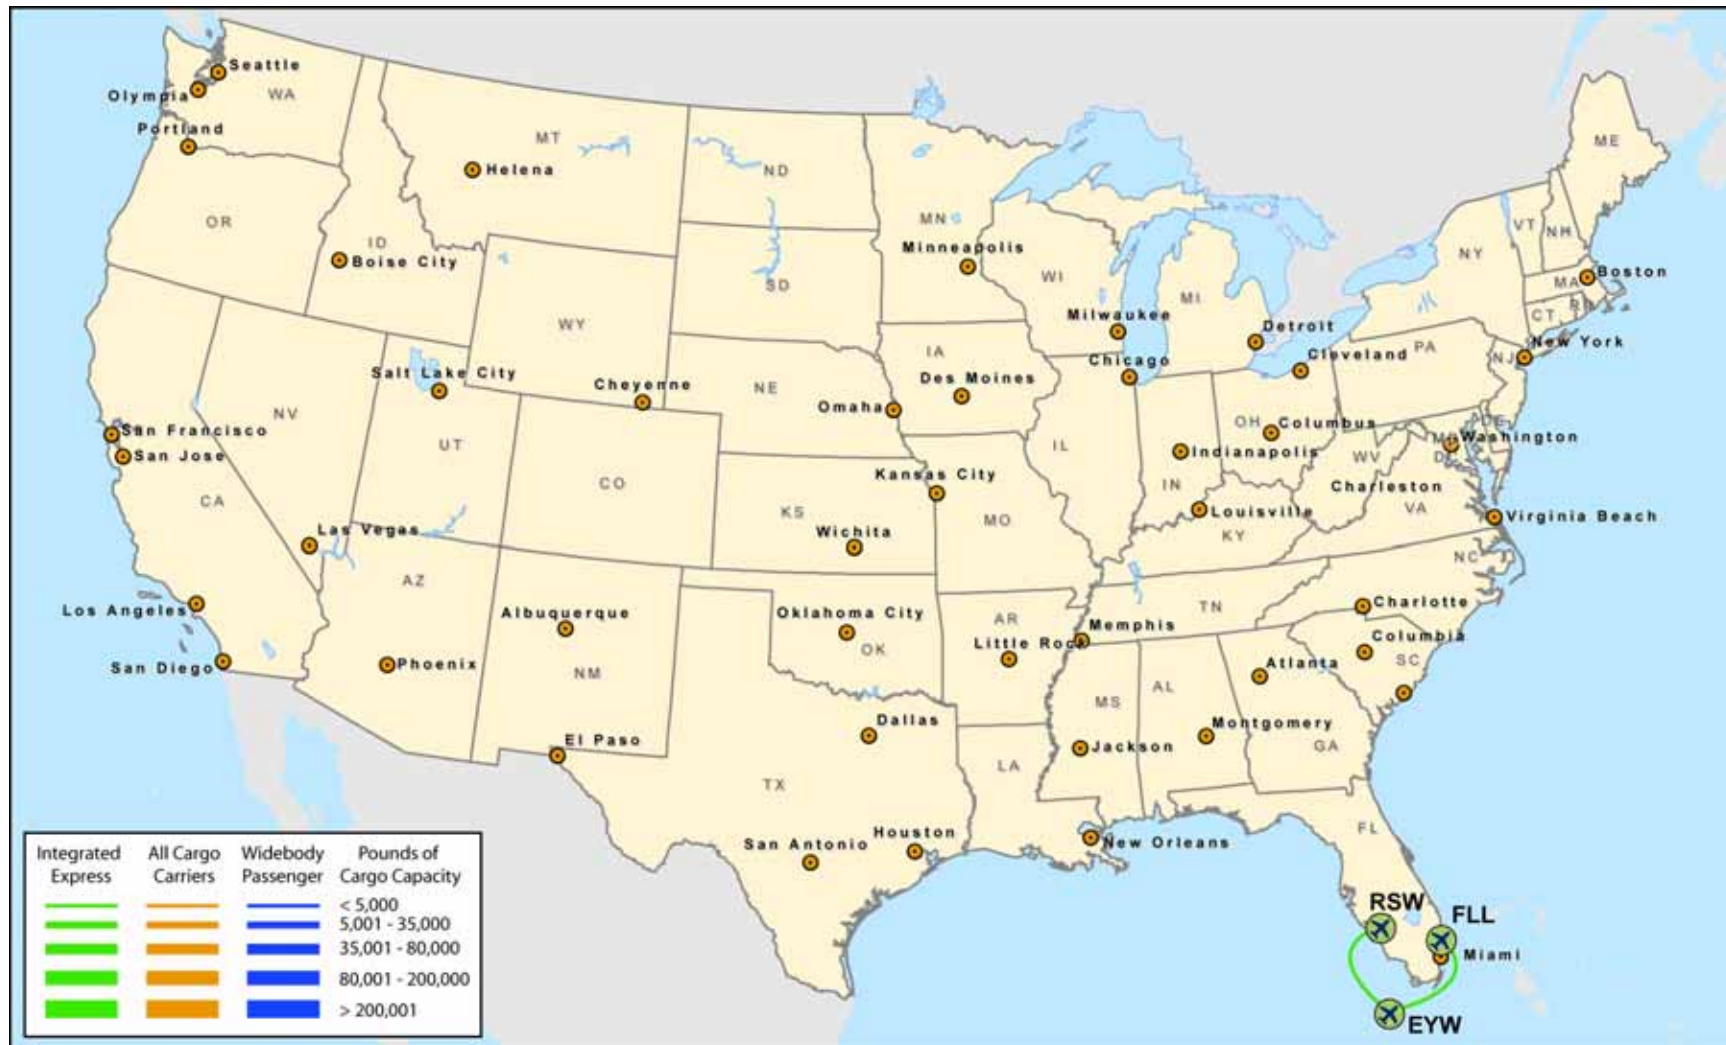 Seattle
WA
Olympia
Portland
MT
Helena
ND
ME
OR
MN
VT
NH
ID
Boise City
Minneapolis
WI
NY
Boston
MA
SD
MI
RI
CT
WY
Milwaukee
Detroit
New York
IA
Chicago
Cleveland
PA
NJ
Salt Lake City
Cheyenne
NE
Des Moines
Omaha
NV
San Francisco
UT
IL
OH
Columbus
DE
MD
Washington
San Jose
Indianapolis
WV
DC
CA
CO
Kansas City
IN
Charleston
KS
MO
Louisville
VA
Virginia Beach
Las Vegas
Wichita
KY
NC
AZ
Los Angeles
Albuquerque
Oklahoma City
AR
TN
Charlotte
Memphis
Columbia
San Diego
Phoenix
NM
OK
Little Rock
Atlanta
SC
AL
MS
Dallas
Montgomery
El Paso
Jackson
GA
TX
LA
San Antonio
Houston
New Orleans
FL
RSW
FLL
Miami
EYW
Integrated Express
All Cargo Carriers
Widebody Passenger
Pounds of Cargo Capacity
< 5,000
5,001 - 35,000
35,001 - 80,000
80,001 - 200,000
> 200,001